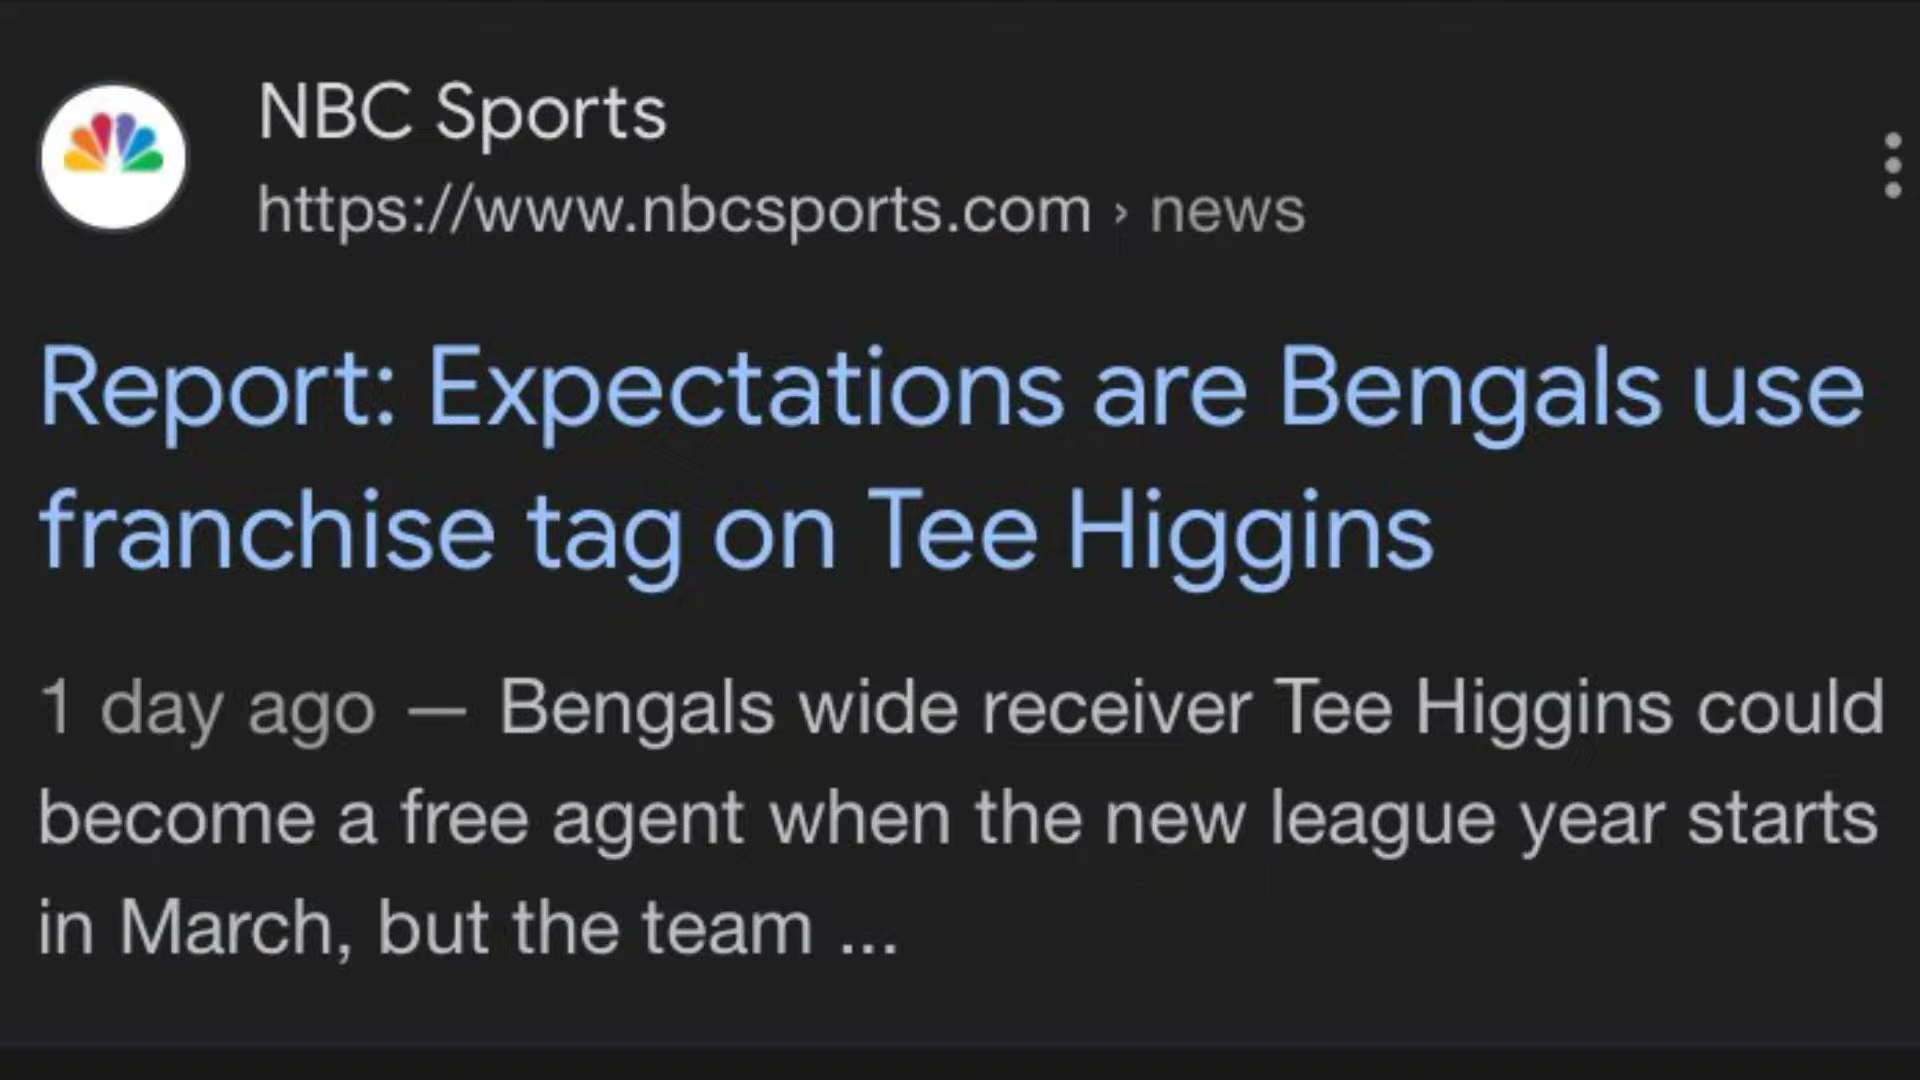 NBC Sports
https://www.nbcsports.com › news
Report: Expectations are Bengals use
franchise tag on Tee Higgins
1 day ago — Bengals wide receiver Tee Higgins could
become a free agent when the new league year starts
in March, but the team ...